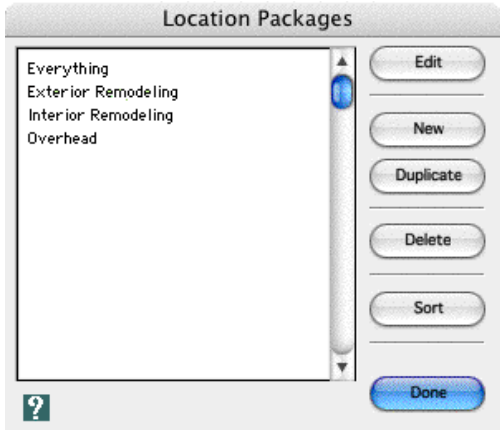 Location Packages
Everything
Exterior Remodeling
Interior Remodeling
Overhead
Edit
New
Duplicate
Delete
Sort
Done
?